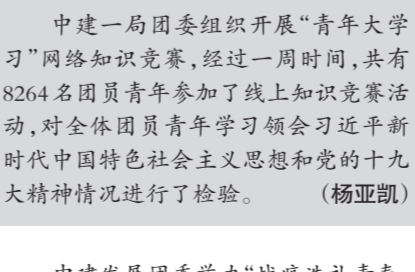 中建一局团委组织开展“青年大学
习”网络知识竞赛，经过一周时间，共有
8264名团员青年参加了线上知识竞赛活
动，对全体团员青年学习领会习近平新
时代中国特色社会主义思想和党的十九
大精神情况进行了检验。 （杨亚凯）